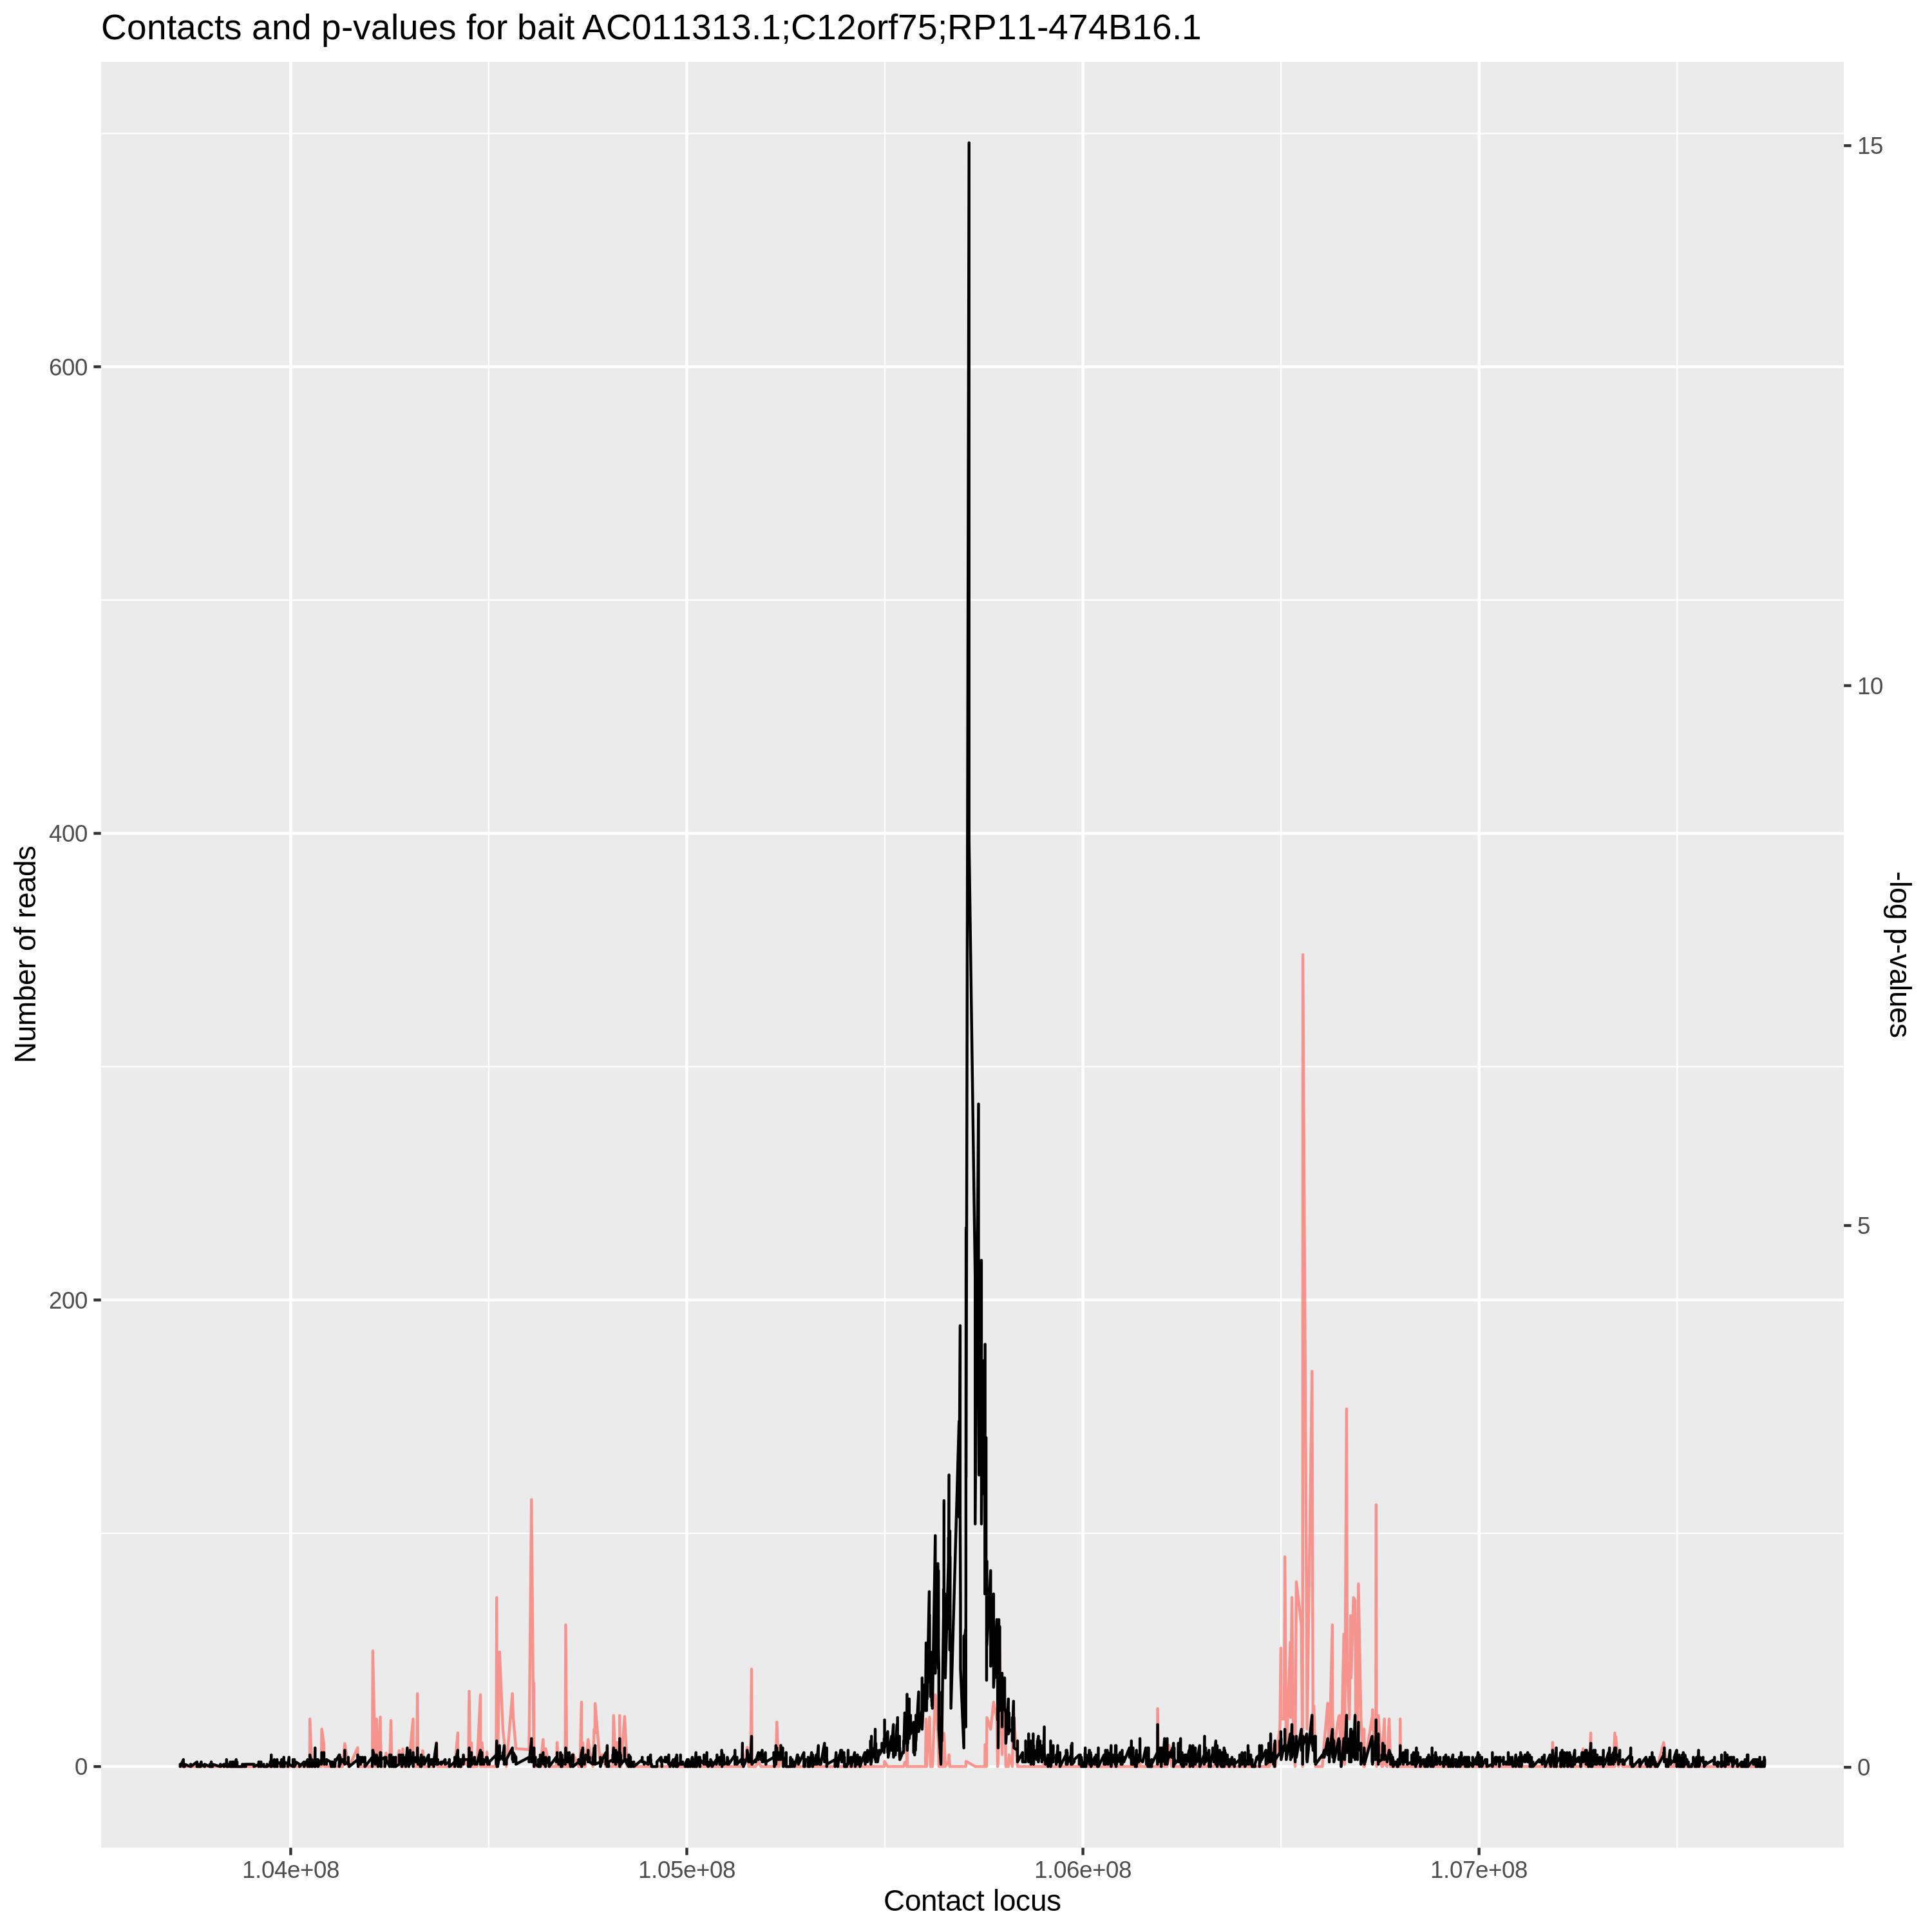 Contacts and p-values for bait AC011313.1;C12orf75;RP11-474B16.1
600
400
200
0
Number of reads
15
10
5
0
-log p-values
1.04e+08
1.05e+08
1.06e+08
1.07e+08
Contact locus